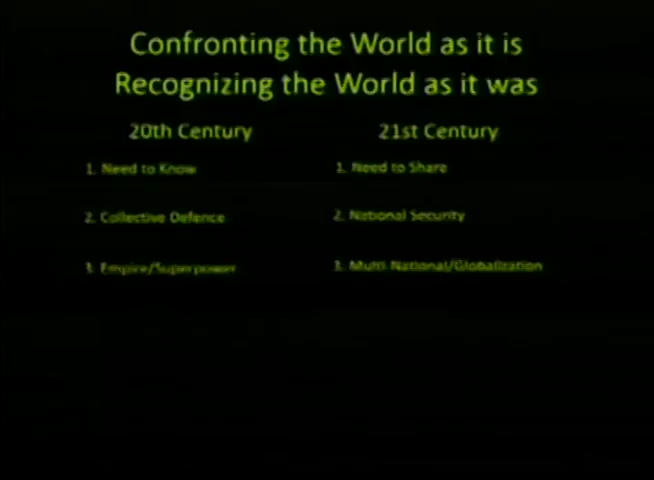 Confronting the World as it is
Recognizing the World as it was
20th Century
21st Century
1. Need to Know
1. Need to Share
2. Collective Defence
2. National Security
3. Empire/Superpower
3. Multi-National/Globalization